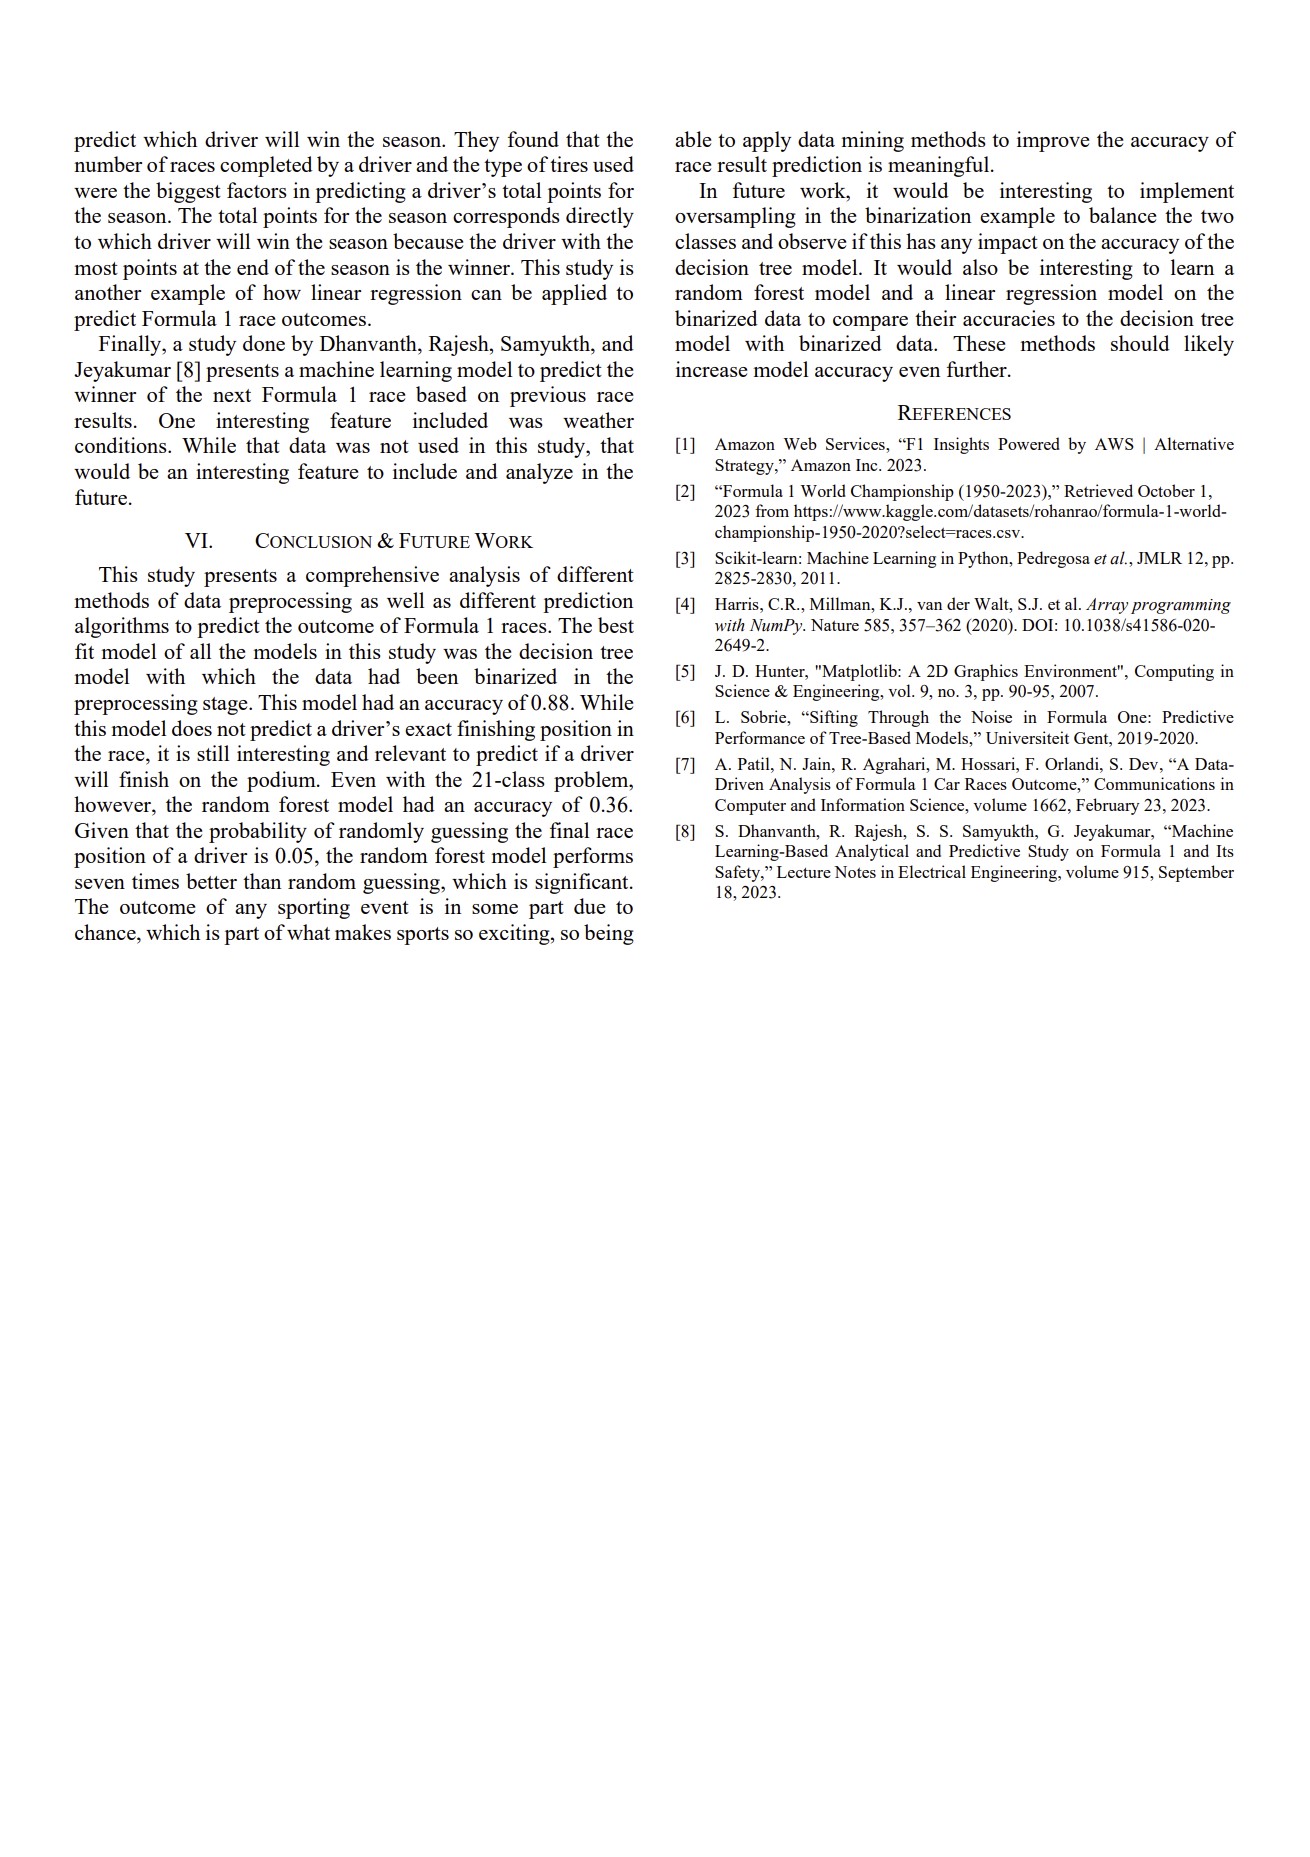 predict which driver will win the season. They found that the
number of races completed by a driver and the type of tires used
were the biggest factors in predicting a driver’s total points for
the season. The total points for the season corresponds directly
to which driver will win the season because the driver with the
most points at the end of the season is the winner. This study is
another example of how linear regression can be applied to
predict Formula 1 race outcomes.
Finally, a study done by Dhanvanth, Rajesh, Samyukth, and
Jeyakumar [8] presents a machine learning model to predict the
winner of the next Formula 1 race based on previous race
results. One interesting feature included was weather
conditions. While that data was not used in this study, that
would be an interesting feature to include and analyze in the
future.
VI. CONCLUSION & FUTURE WORK
This study presents a comprehensive analysis of different
methods of data preprocessing as well as different prediction
algorithms to predict the outcome of Formula 1 races. The best
fit model of all the models in this study was the decision tree
model with which the data had been binarized in the
preprocessing stage. This model had an accuracy of 0.88. While
this model does not predict a driver’s exact finishing position in
the race, it is still interesting and relevant to predict if a driver
will finish on the podium. Even with the 21-class problem,
however, the random forest model had an accuracy of 0.36.
Given that the probability of randomly guessing the final race
position of a driver is 0.05, the random forest model performs
seven times better than random guessing, which is significant.
The outcome of any sporting event is in some part due to
chance, which is part of what makes sports so exciting, so being
able to apply data mining methods to improve the accuracy of
race result prediction is meaningful.
In future work, it would be interesting to implement
oversampling in the binarization example to balance the two
classes and observe if this has any impact on the accuracy of the
decision tree model. It would also be interesting to learn a
random forest model and a linear regression model on the
binarized data to compare their accuracies to the decision tree
model with binarized data. These methods should likely
increase model accuracy even further.
REFERENCES
[1] Amazon Web Services, “F1 Insights Powered by AWS | Alternative
Strategy,” Amazon Inc. 2023.
[2] “Formula 1 World Championship (1950-2023),” Retrieved October 1,
2023 from https://www.kaggle.com/datasets/rohanrao/formula-1-world-
championship-1950-2020?select=races.csv.
[3] Scikit-learn: Machine Learning in Python, Pedregosa et al., JMLR 12, pp.
2825-2830, 2011.
[4] Harris, C.R., Millman, K.J., van der Walt, S.J. et al. Array programming
with NumPy. Nature 585, 357–362 (2020). DOI: 10.1038/s41586-020-
2649-2.
[5] J. D. Hunter, "Matplotlib: A 2D Graphics Environment", Computing in
Science & Engineering, vol. 9, no. 3, pp. 90-95, 2007.
[6] L. Sobrie, “Sifting Through the Noise in Formula One: Predictive
Performance of Tree-Based Models,” Universiteit Gent, 2019-2020.
[7] A. Patil, N. Jain, R. Agrahari, M. Hossari, F. Orlandi, S. Dev, “A Data-
Driven Analysis of Formula 1 Car Races Outcome,” Communications in
Computer and Information Science, volume 1662, February 23, 2023.
[8] S. Dhanvanth, R. Rajesh, S. S. Samyukth, G. Jeyakumar, “Machine
Learning-Based Analytical and Predictive Study on Formula 1 and Its
Safety,” Lecture Notes in Electrical Engineering, volume 915, September
18, 2023.